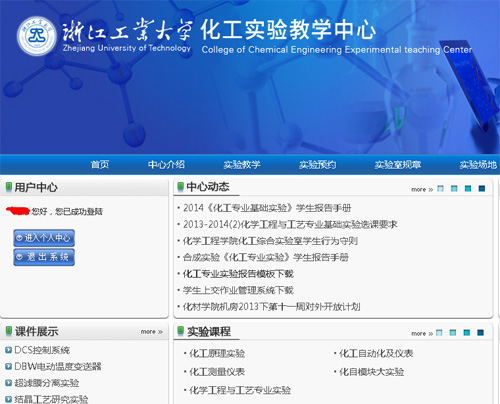 浙江工业大学 化工实验教学中心
Zhejiang University of Technology College of Chemical Engineering Experimental teaching Center
首页 中心介绍 实验教学 实验预约 实验室规章 实验场地
用户中心
您好，您已成功登陆
进入个人中心
退出系统
中心动态 more »
• 2014《化工专业基础实验》学生报告手册
• 2013-2014(2)化学工程与工艺专业基础实验选课要求
• 化学工程学院化工综合实验室学生行为守则
• 合成实验《化工专业实验》学生报告手册
• 化工专业实验报告模板下载
• 学生上交作业管理系统下载
• 化材学院机房2013下第十一周对外开放计划
课件展示 more »
DCS控制系统
DBW电动温度变送器
超滤膜分离实验
结晶工艺研究实验
实验课程 more »
• 化工原理实验 • 化工自动化及仪表
• 化工测量仪表 • 化目模块大实验
• 化学工程与工艺专业实验